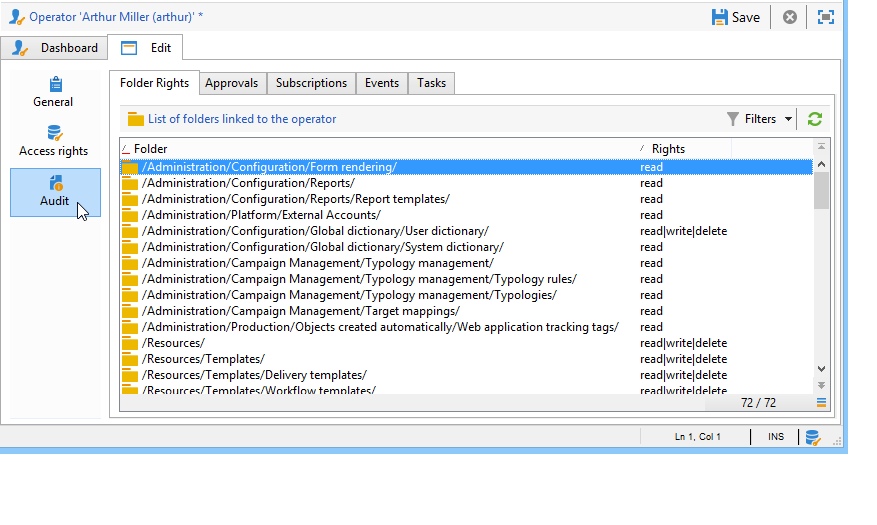 Operator 'Arthur Miller (arthur)' *
Save
Dashboard
Edit
General
Access rights
Audit
Folder Rights Approvals Subscriptions Events Tasks
List of folders linked to the operator
Filters
Folder Rights
/Administration/Configuration/Form rendering/ read
/Administration/Configuration/Reports/ read
/Administration/Configuration/Reports/Report templates/ read
/Administration/Platform/External Accounts/ read
/Administration/Configuration/Global dictionary/User dictionary/ read|write|delete
/Administration/Configuration/Global dictionary/System dictionary/ read
/Administration/Campaign Management/Typology management/ read
/Administration/Campaign Management/Typology management/Typology rules/ read
/Administration/Campaign Management/Typology management/Typologies/ read
/Administration/Campaign Management/Target mappings/ read
/Administration/Production/Objects created automatically/Web application tracking tags/ read
/Resources/ read|write|delete
/Resources/Templates/ read|write|delete
/Resources/Templates/Delivery templates/ read|write|delete
/Resources/Templates/Workflow templates/ read|write|delete
72 / 72
Ln 1, Col 1 INS